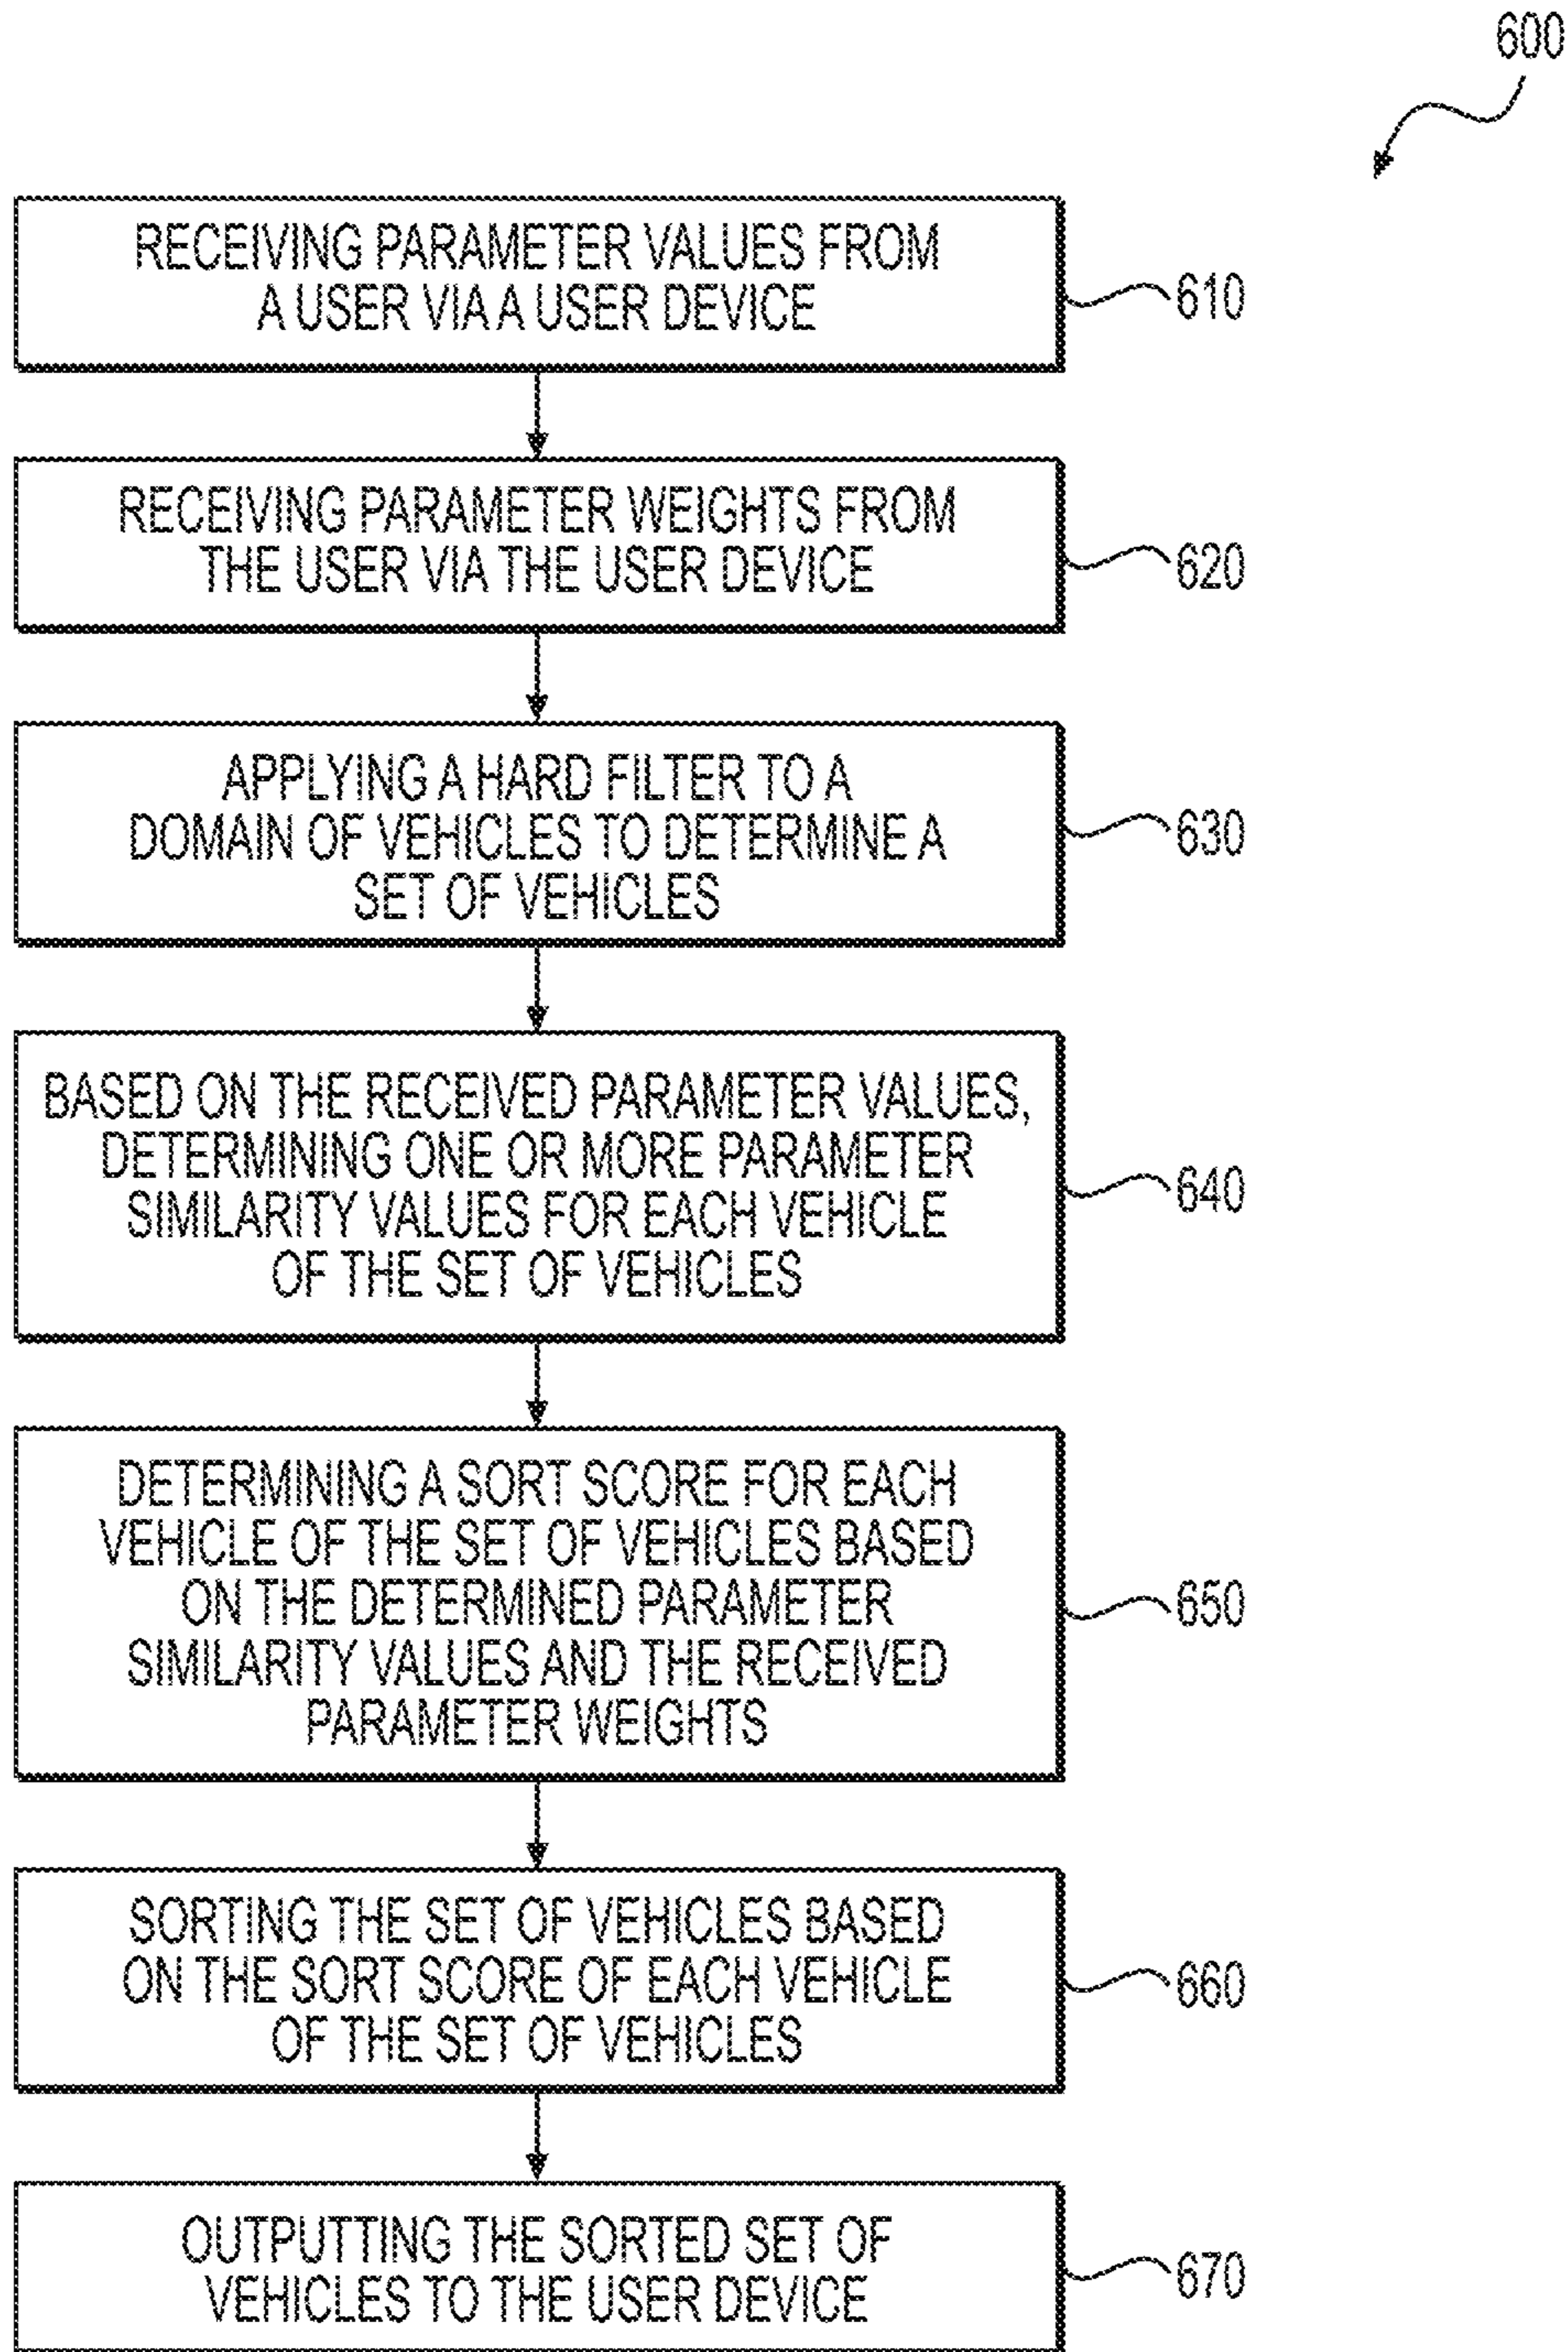 600
RECEIVING PARAMETER VALUES FROM
A USER VIA A USER DEVICE
610
RECEIVING PARAMETER WEIGHTS FROM
THE USER VIA THE USER DEVICE
620
APPLYING A HARD FILTER TO A
DOMAIN OF VEHICLES TO DETERMINE A
SET OF VEHICLES
630
BASED ON THE RECEIVED PARAMETER VALUES,
DETERMINING ONE OR MORE PARAMETER
SIMILARITY VALUES FOR EACH VEHICLE
OF THE SET OF VEHICLES
640
DETERMINING A SORT SCORE FOR EACH
VEHICLE OF THE SET OF VEHICLES BASED
ON THE DETERMINED PARAMETER
SIMILARITY VALUES AND THE RECEIVED
PARAMETER WEIGHTS
650
SORTING THE SET OF VEHICLES BASED
ON THE SORT SCORE OF EACH VEHICLE
OF THE SET OF VEHICLES
660
OUTPUTTING THE SORTED SET OF
VEHICLES TO THE USER DEVICE
670